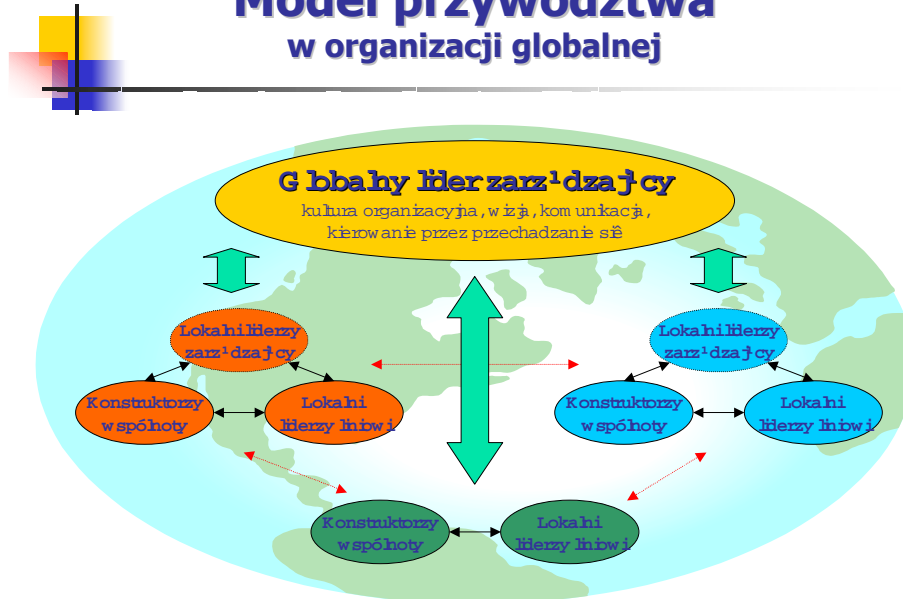 Model przywództwa
w organizacji globalnej
Globalny lider zarz¹dzaj¹cy
kultura organizacyjna, wizja, komunikacja,
kierowanie przez przechadzanie siê
Lokalni liderzy
zarz¹dzaj¹cy
Konstruktorzy
wspólnoty
Lokalni
liderzy liniowi
Lokalni liderzy
zarz¹dzaj¹cy
Konstruktorzy
wspólnoty
Lokalni
liderzy liniowi
Konstruktorzy
wspólnoty
Lokalni
liderzy liniowi